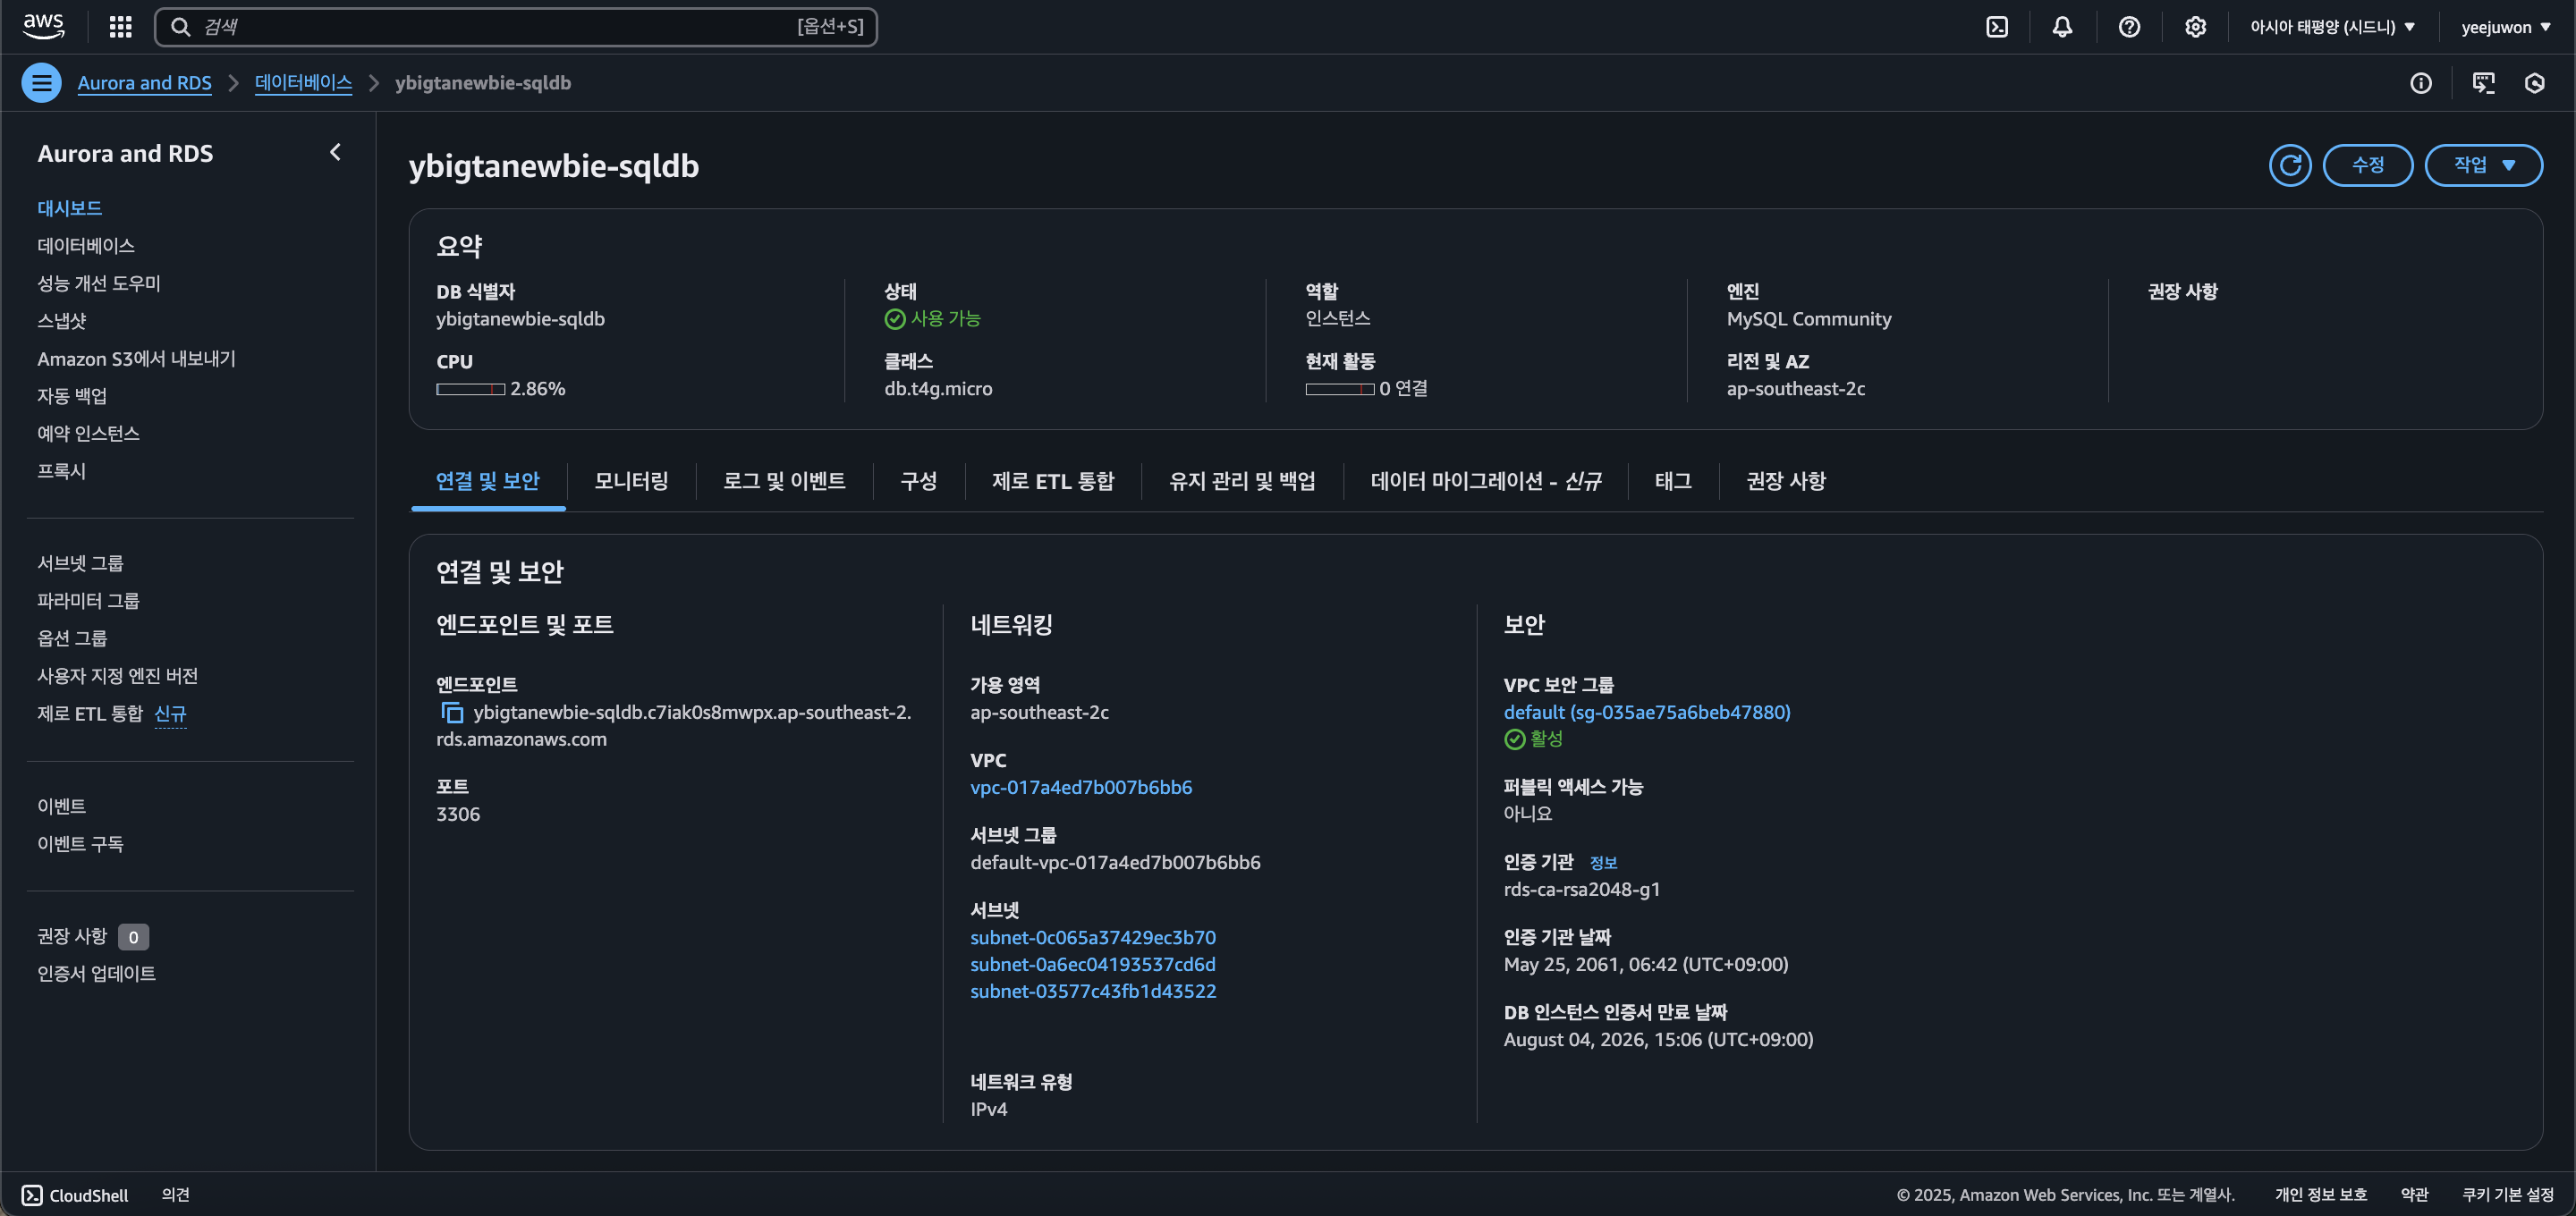 aws
검색
[옵션+S]
아시아 태평양 (시드니)
yeejuwon
Aurora and RDS
데이터베이스
ybigtanewbie-sqldb
Aurora and RDS
대시보드
데이터베이스
성능 개선 도우미
스냅샷
Amazon S3에서 내보내기
자동 백업
예약 인스턴스
프록시
서브넷 그룹
파라미터 그룹
옵션 그룹
사용자 지정 엔진 버전
제로 ETL 통합 신규
이벤트
이벤트 구독
권장 사항 0
인증서 업데이트
ybigtanewbie-sqldb
수정
작업
요약
DB 식별자
ybigtanewbie-sqldb
CPU
2.86%
상태
사용 가능
클래스
db.t4g.micro
역할
인스턴스
현재 활동
0 연결
엔진
MySQL Community
리전 및 AZ
ap-southeast-2c
권장 사항
연결 및 보안
모니터링
로그 및 이벤트
구성
제로 ETL 통합
유지 관리 및 백업
데이터 마이그레이션 - 신규
태그
권장 사항
연결 및 보안
엔드포인트 및 포트
엔드포인트
ybigtanewbie-sqldb.c7iak0s8mwpx.ap-southeast-2.
rds.amazonaws.com
포트
3306
네트워킹
가용 영역
ap-southeast-2c
VPC
vpc-017a4ed7b007b6bb6
서브넷 그룹
default-vpc-017a4ed7b007b6bb6
서브넷
subnet-0c065a37429ec3b70
subnet-0a6ec04193537cd6d
subnet-03577c43fb1d43522
네트워크 유형
IPv4
보안
VPC 보안 그룹
default (sg-035ae75a6beb47880)
활성
퍼블릭 액세스 가능
아니요
인증 기관 정보
rds-ca-rsa2048-g1
인증 기관 날짜
May 25, 2061, 06:42 (UTC+09:00)
DB 인스턴스 인증서 만료 날짜
August 04, 2026, 15:06 (UTC+09:00)
CloudShell
의견
© 2025, Amazon Web Services, Inc. 또는 계열사.
개인 정보 보호
약관
쿠키 기본 설정